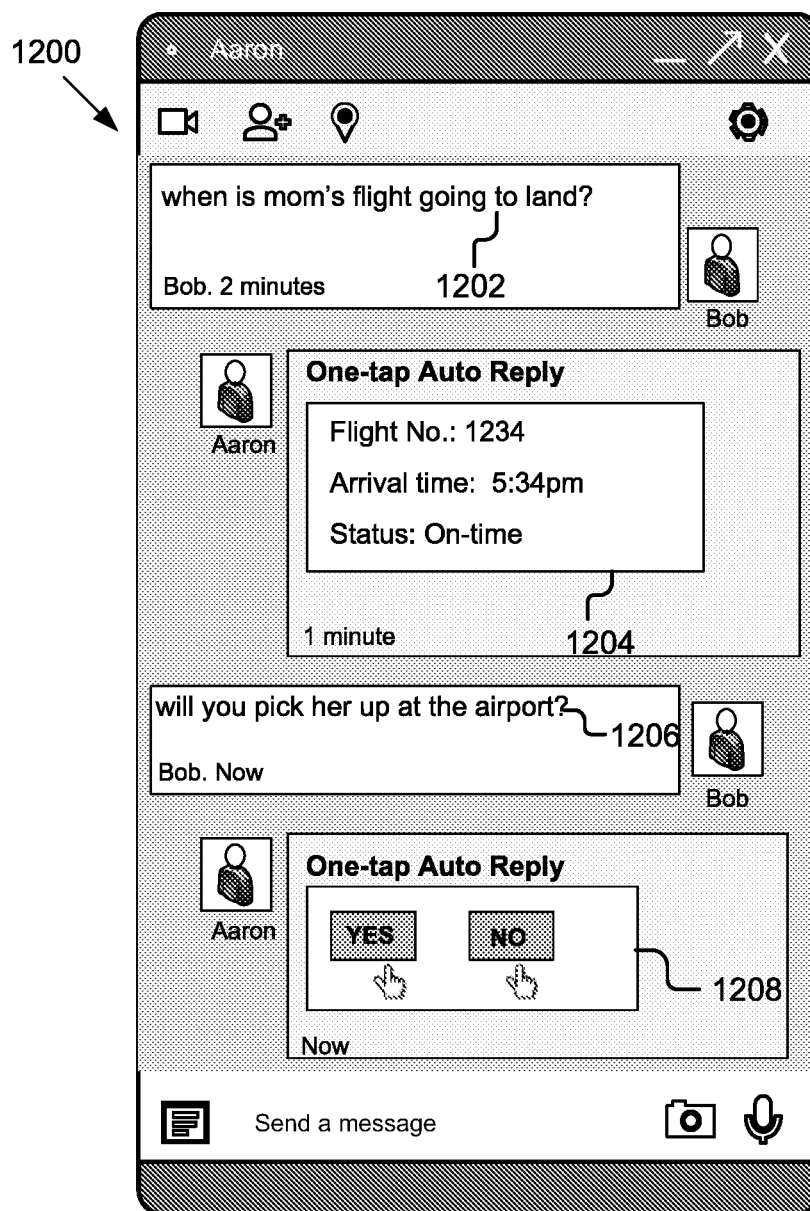 1200
Aaron
when is mom's flight going to land?
Bob. 2 minutes
1202
Bob
Aaron
One-tap Auto Reply
Flight No.: 1234
Arrival time: 5:34pm
Status: On-time
1 minute
1204
will you pick her up at the airport?
1206
Bob. Now
Bob
Aaron
One-tap Auto Reply
YES NO
1208
Now
Send a message